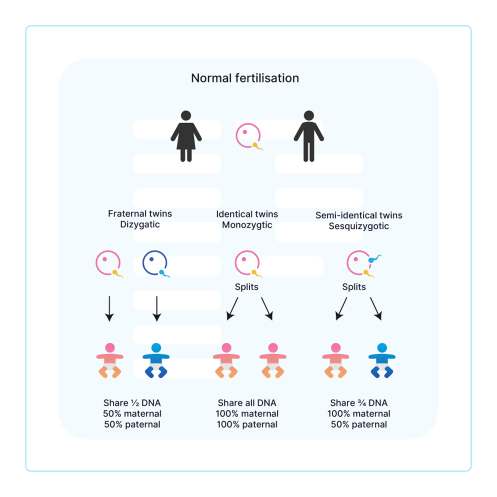 Normal fertilisation
Fraternal twins
Dizygatic
Identical twins
Monozygtic
Semi-identical twins
Sesquizygotic
Splits
Splits
Share ½ DNA
50% maternal
50% paternal
Share all DNA
100% maternal
100% paternal
Share ¾ DNA
100% maternal
50% paternal